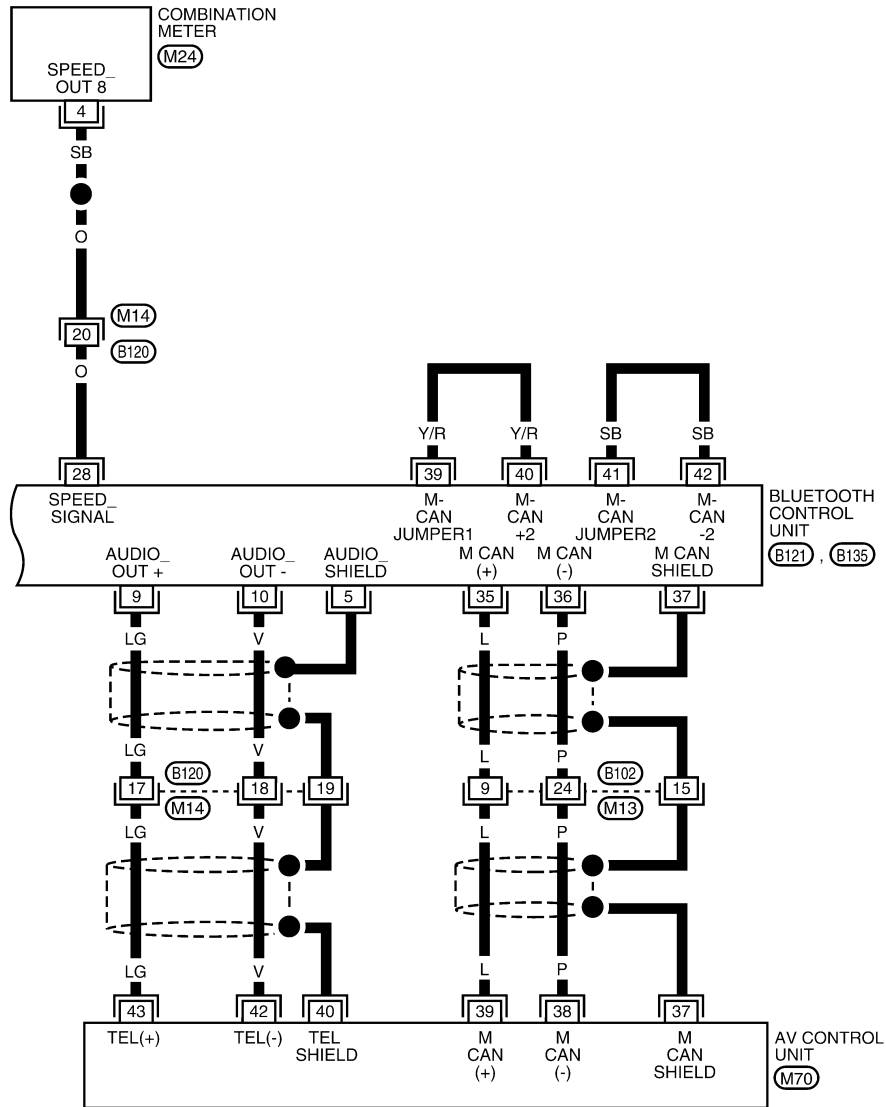 COMBINATION
METER
M24
SPEED_
OUT 8
4
SB
O
M14
20
B120
O
Y/R Y/R SB SB
28 39 40 41 42
SPEED_
SIGNAL
M-
CAN
JUMPER1
M-
CAN
+2
M-
CAN
JUMPER2
M-
CAN
-2
BLUETOOTH
CONTROL
UNIT
B121 , B135
AUDIO_
OUT +
AUDIO_
OUT -
AUDIO_
SHIELD
M CAN
(+)
M CAN
(-)
M CAN
SHIELD
9 10 5 35 36 37
LG V L P
LG V L P
B120 B102
17 18 19 9 24 15
M14 M13
LG V L P
LG V L P
43 42 40 39 38 37
TEL(+)
TEL(-)
TEL
SHIELD
M
CAN
(+)
M
CAN
(-)
M
CAN
SHIELD
AV CONTROL
UNIT
M70